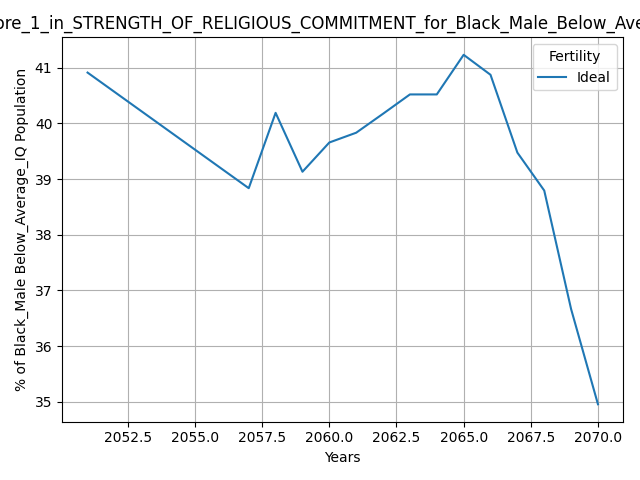 ore_1_in_STRENGTH_OF_RELIGIOUS_COMMITMENT_for_Black_Male_Below_Ave
Fertility
Ideal
41
40
39
38
37
36
35
% of Black_Male Below_Average_IQ Population
2052.5 2055.0 2057.5 2060.0 2062.5 2065.0 2067.5 2070.0
Years